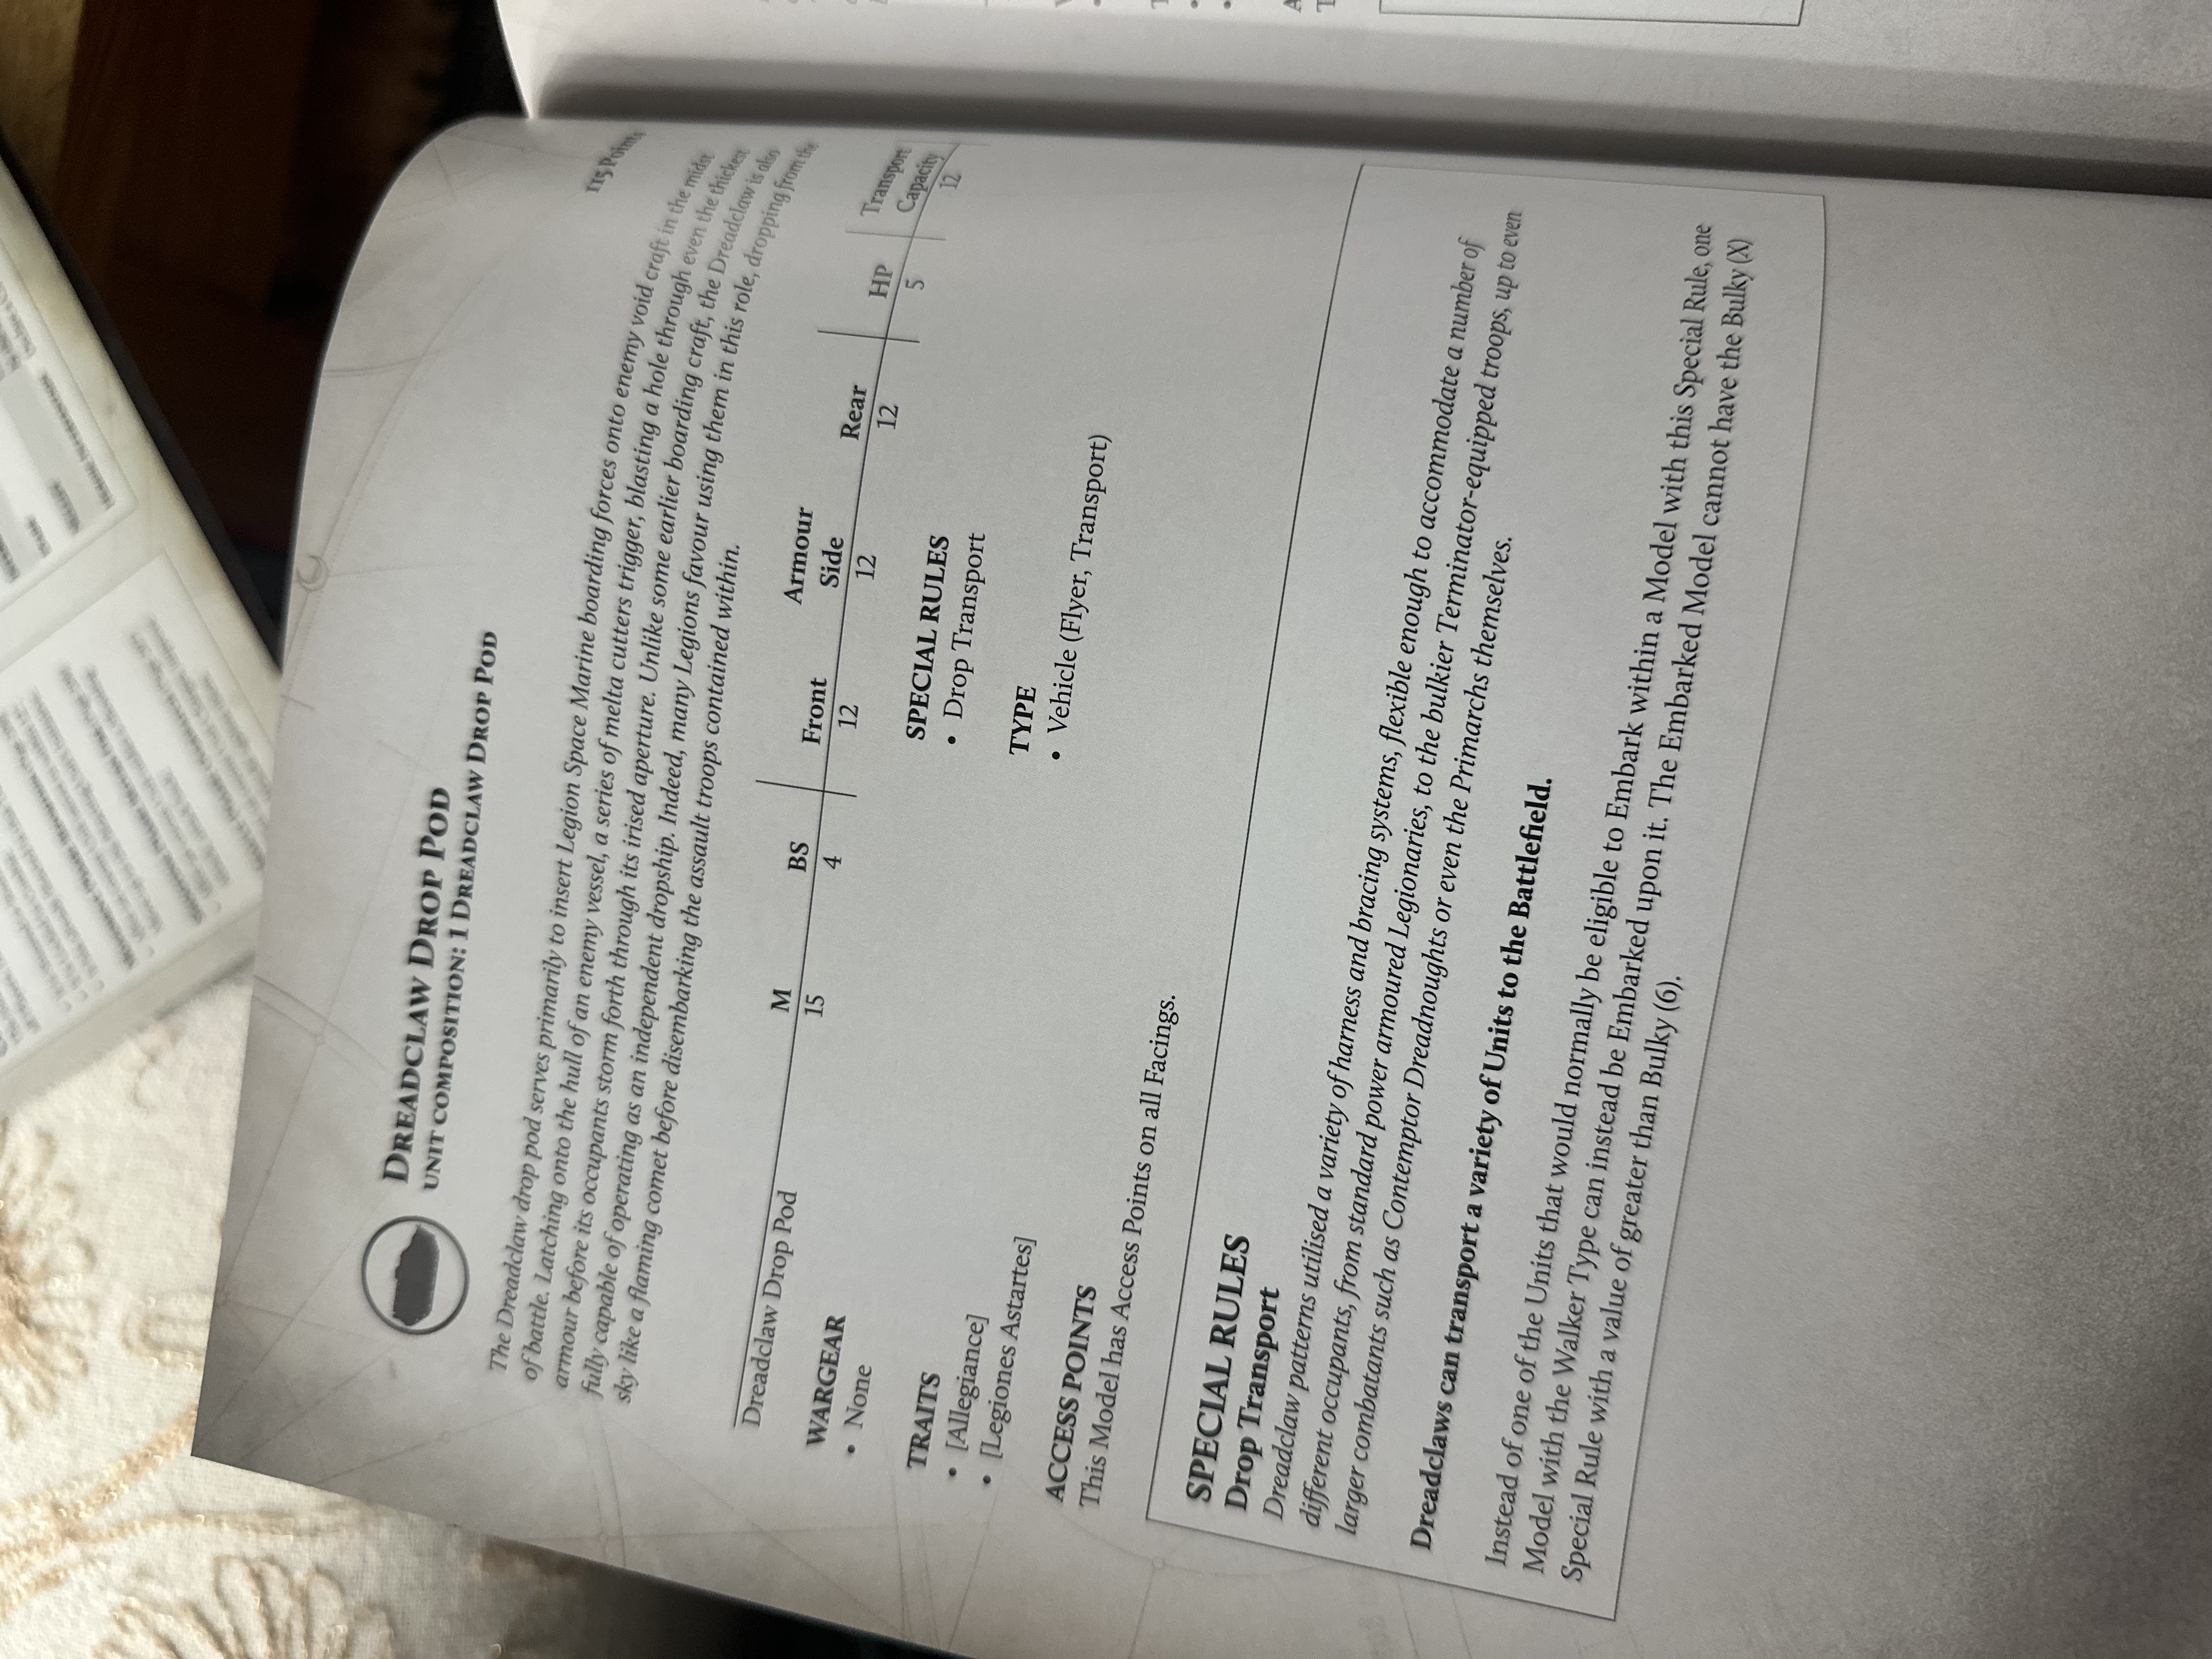 DREADCLAW DROP POD
UNIT COMPOSITION: 1 DREADCLAW DROP POD
115 Points
The Dreadclaw drop pod serves primarily to insert Legion Space Marine boarding forces onto enemy void craft in the midst
of battle. Latching onto the hull of an enemy vessel, a series of melta cutters trigger, blasting a hole through even the thickest
armour before its occupants storm forth through its irised aperture. Unlike some earlier boarding craft, the Dreadclaw is also
fully capable of operating as an independent dropship. Indeed, many Legions favour using them in this role, dropping from the
sky like a flaming comet before disembarking the assault troops contained within.
M BS Front Armour Side Rear HP Transport Capacity
Dreadclaw Drop Pod 15 4 12 12 12 5 12
WARGEAR
• None
TRAITS
• [Allegiance]
• [Legiones Astartes]
SPECIAL RULES
• Drop Transport
TYPE
• Vehicle (Flyer, Transport)
ACCESS POINTS
This Model has Access Points on all Facings.
SPECIAL RULES
Drop Transport
Dreadclaw patterns utilised a variety of harness and bracing systems, flexible enough to accommodate a number of
different occupants, from standard power armoured Legionaries, to the bulkier Terminator-equipped troops, up to even
larger combatants such as Contemptor Dreadnoughts or even the Primarchs themselves.
Dreadclaws can transport a variety of Units to the Battlefield.
Instead of one of the Units that would normally be eligible to Embark within a Model with this Special Rule, one
Model with the Walker Type can instead be Embarked upon it. The Embarked Model cannot have the Bulky (X)
Special Rule with a value of greater than Bulky (6).